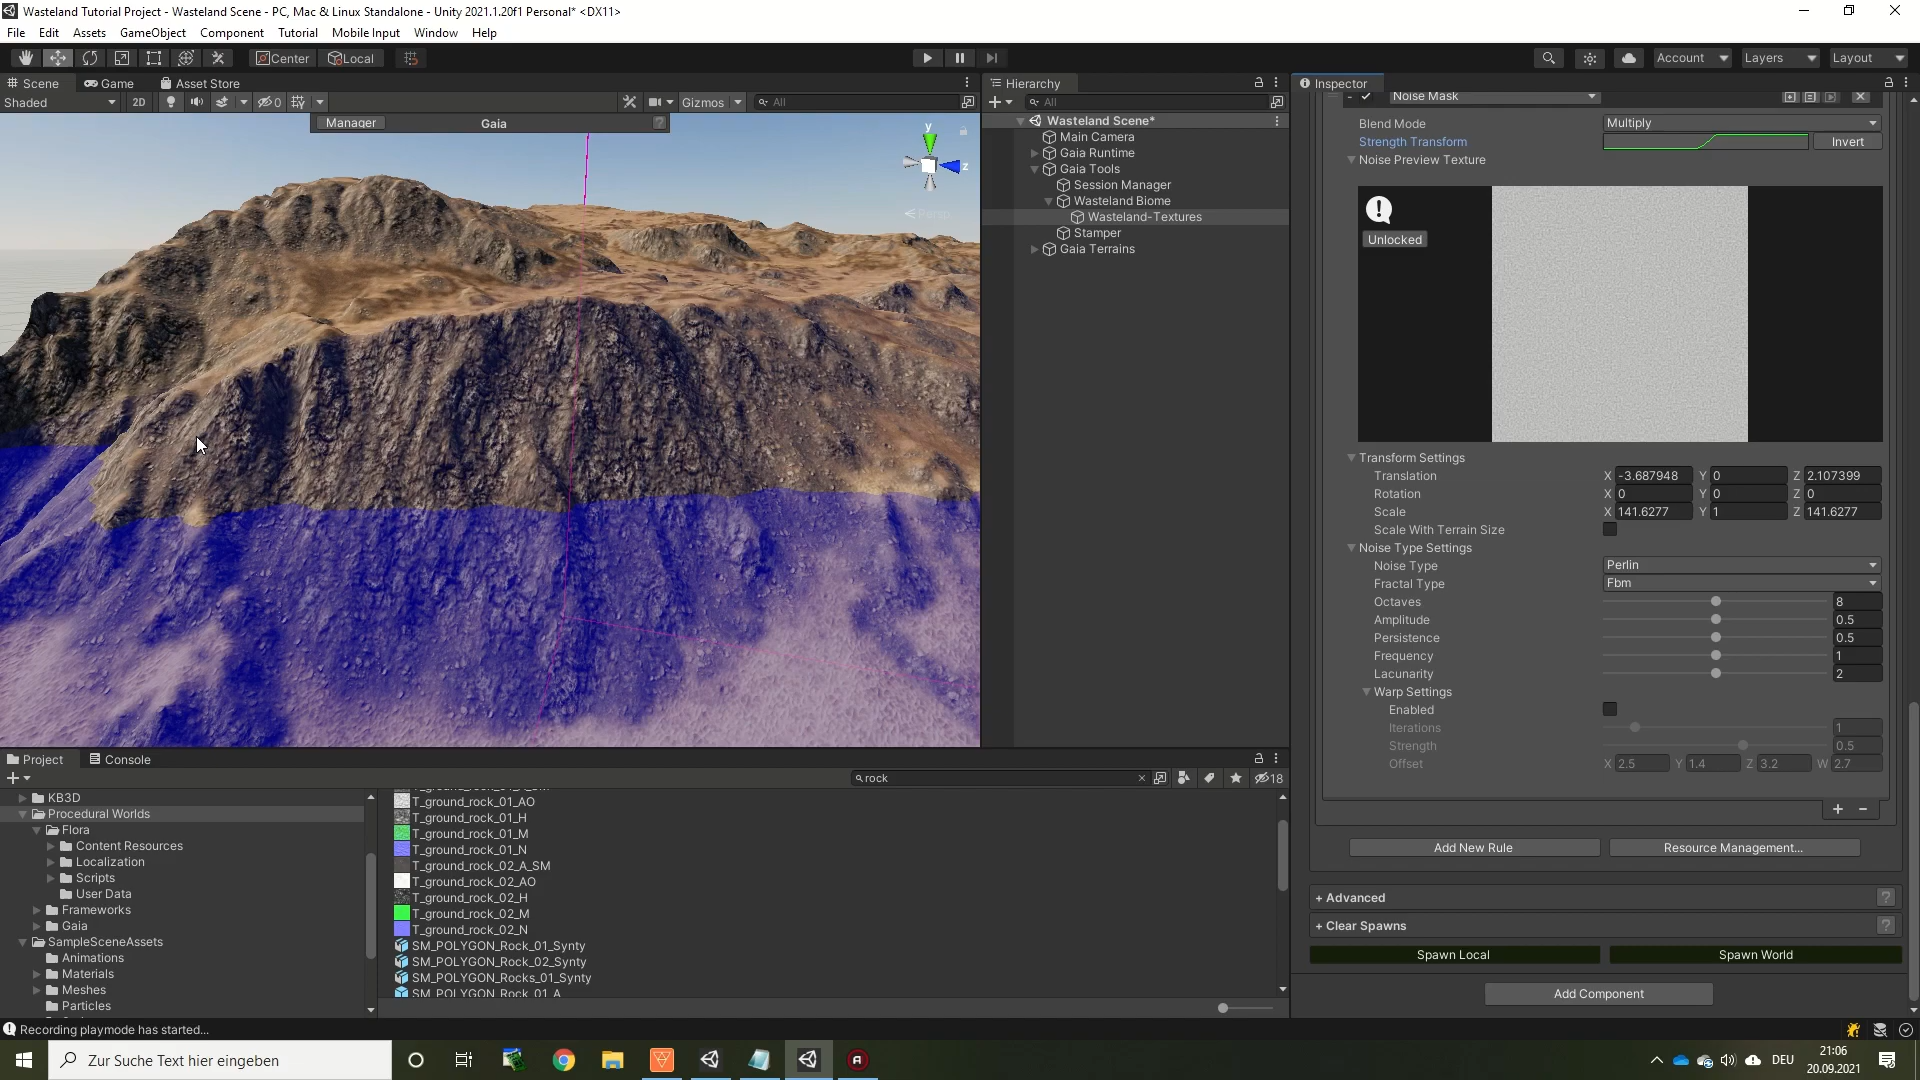 Wasteland Tutorial Project - Wasteland Scene - PC, Mac & Linux Standalone - Unity 2021.1.20f1 Personal* <DX11>
File Edit Assets GameObject Component Tutorial Mobile Input Window Help
Center Local Account Layers Layout
Scene Game Asset Store
Shaded 2D 0 Gizmos All
Manager Gaia ?
y
z
Persp
Hierarchy
All
Wasteland Scene*
Main Camera
Gaia Runtime
Gaia Tools
Session Manager
Wasteland Biome
Wasteland-Textures
Stamper
Gaia Terrains
Inspector
Noise Mask
Blend Mode Multiply
Strength Transform Invert
Noise Preview Texture
Unlocked
Transform Settings
Translation X -3.687948 Y 0 Z 2.107399
Rotation X 0 Y 0 Z 0
Scale X 141.6277 Y 1 Z 141.6277
Scale With Terrain Size
Noise Type Settings
Noise Type Perlin
Fractal Type Fbm
Octaves 8
Amplitude 0.5
Persistence 0.5
Frequency 1
Lacunarity 2
Warp Settings
Enabled
Iterations 1
Strength 0.5
Offset X 2.5 Y 1.4 Z 3.2 W 2.7
Add New Rule Resource Management...
+ Advanced ?
+ Clear Spawns ?
Spawn Local Spawn World
Add Component
Project Console
rock 18
KB3D
Procedural Worlds
Flora
Content Resources
Localization
Scripts
User Data
Frameworks
Gaia
SampleSceneAssets
Animations
Materials
Meshes
Particles
T_ground_rock_01_AO
T_ground_rock_01_H
T_ground_rock_01_M
T_ground_rock_01_N
T_ground_rock_02_A_SM
T_ground_rock_02_AO
T_ground_rock_02_H
T_ground_rock_02_M
T_ground_rock_02_N
SM_POLYGON_Rock_01_Synty
SM_POLYGON_Rock_02_Synty
SM_POLYGON_Rocks_01_Synty
SM_POLYGON_Rock_01_A
Recording playmode has started...
Zur Suche Text hier eingeben
DEU
21:06
20.09.2021